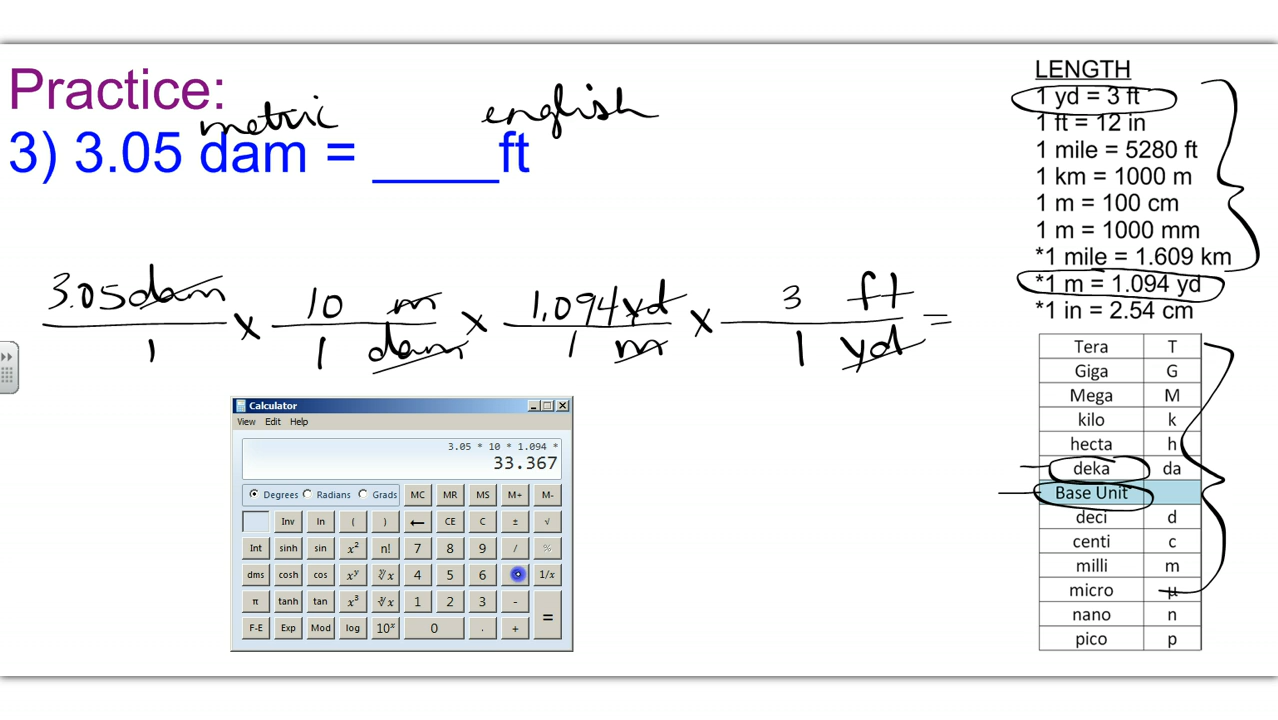 Practice:
metric english
3) 3.05 dam = _____ft
3.05 dam / 1 × 10 m / 1 dam × 1.094 yd / 1 m × 3 ft / 1 yd =
Calculator
View Edit Help
3.05 * 10 * 1.094 *
33.367
Degrees Radians Grads MC MR MS M+ M-
Inv ln ( ) ← CE C ± √
Int sinh sin x² n! 7 8 9 / %
dms cosh cos xʸ ʸ√x 4 5 6 1/x
π tanh tan x³ ³√x 1 2 3 - =
F-E Exp Mod log 10ˣ 0 . +
LENGTH
1 yd = 3 ft
1 ft = 12 in
1 mile = 5280 ft
1 km = 1000 m
1 m = 100 cm
1 m = 1000 mm
*1 mile = 1.609 km
*1 m = 1.094 yd
*1 in = 2.54 cm
Tera T
Giga G
Mega M
kilo k
hecta h
deka da
Base Unit
deci d
centi c
milli m
micro µ
nano n
pico p